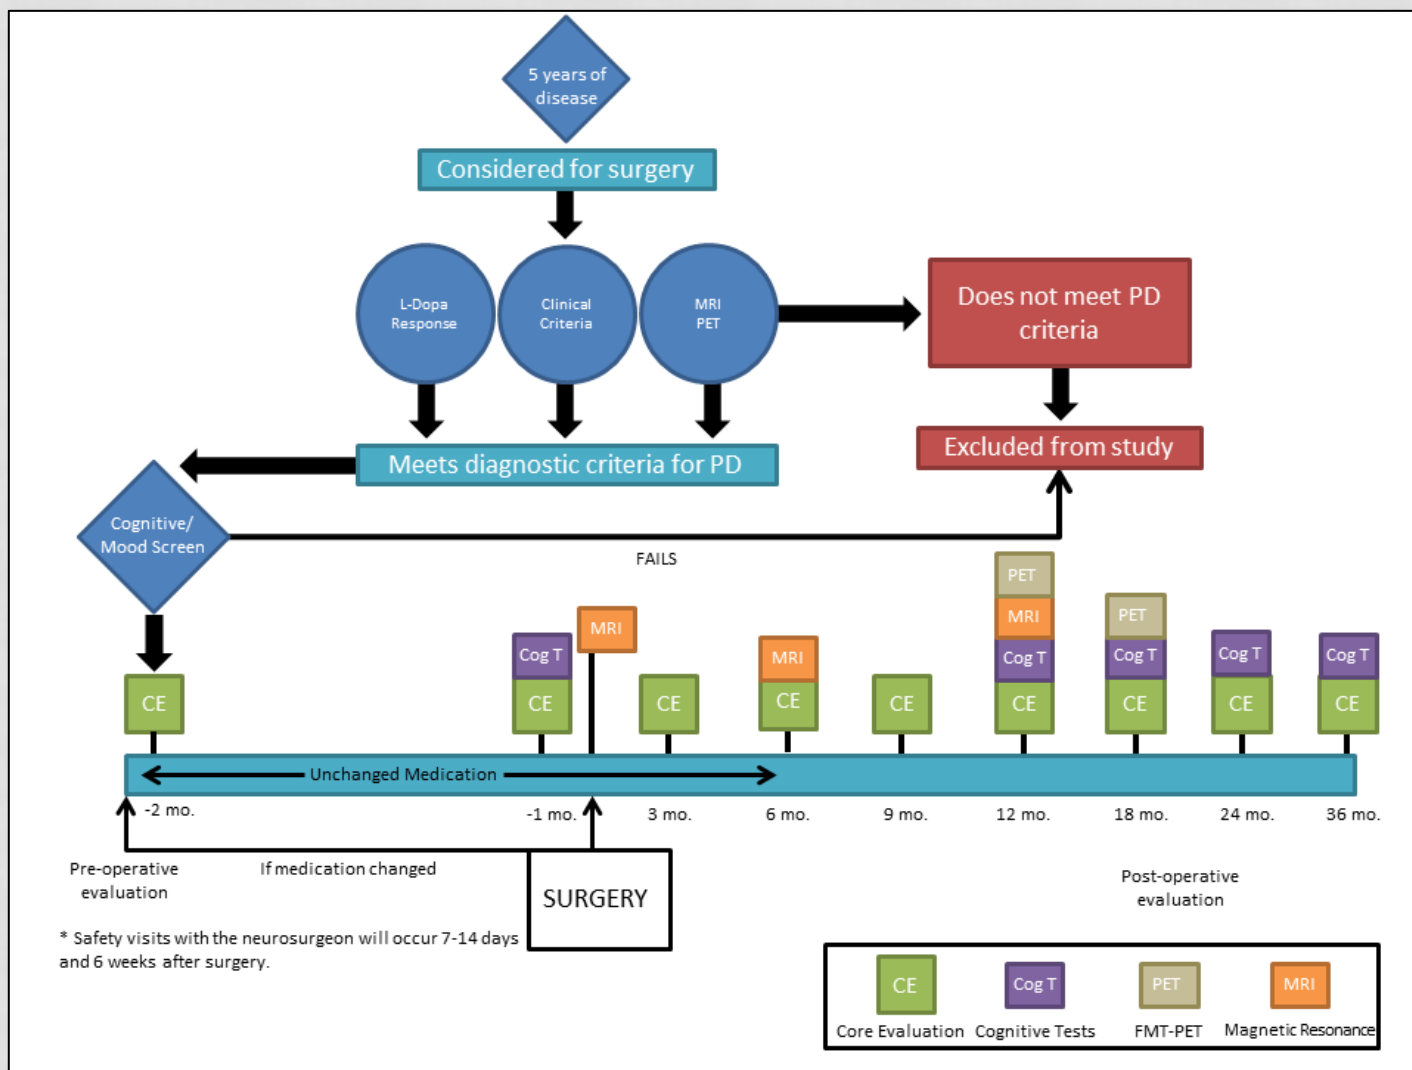 5 years of
disease
Considered for surgery
L-Dopa
Response
Clinical
Criteria
MRI
PET
Does not meet PD
criteria
Meets diagnostic criteria for PD
Excluded from study
Cognitive/
Mood Screen
FAILS
PET
MRI
PET
Cog T
MRI
MRI
Cog T
Cog T
Cog T
Cog T
CE
CE
CE
CE
CE
CE
CE
CE
CE
Unchanged Medication
-2 mo.
-1 mo.
3 mo.
6 mo.
9 mo.
12 mo.
18 mo.
24 mo.
36 mo.
Pre-operative
evaluation
If medication changed
SURGERY
Post-operative
evaluation
* Safety visits with the neurosurgeon will occur 7-14 days
and 6 weeks after surgery.
CE
Cog T
PET
MRI
Core Evaluation
Cognitive Tests
FMT-PET
Magnetic Resonance